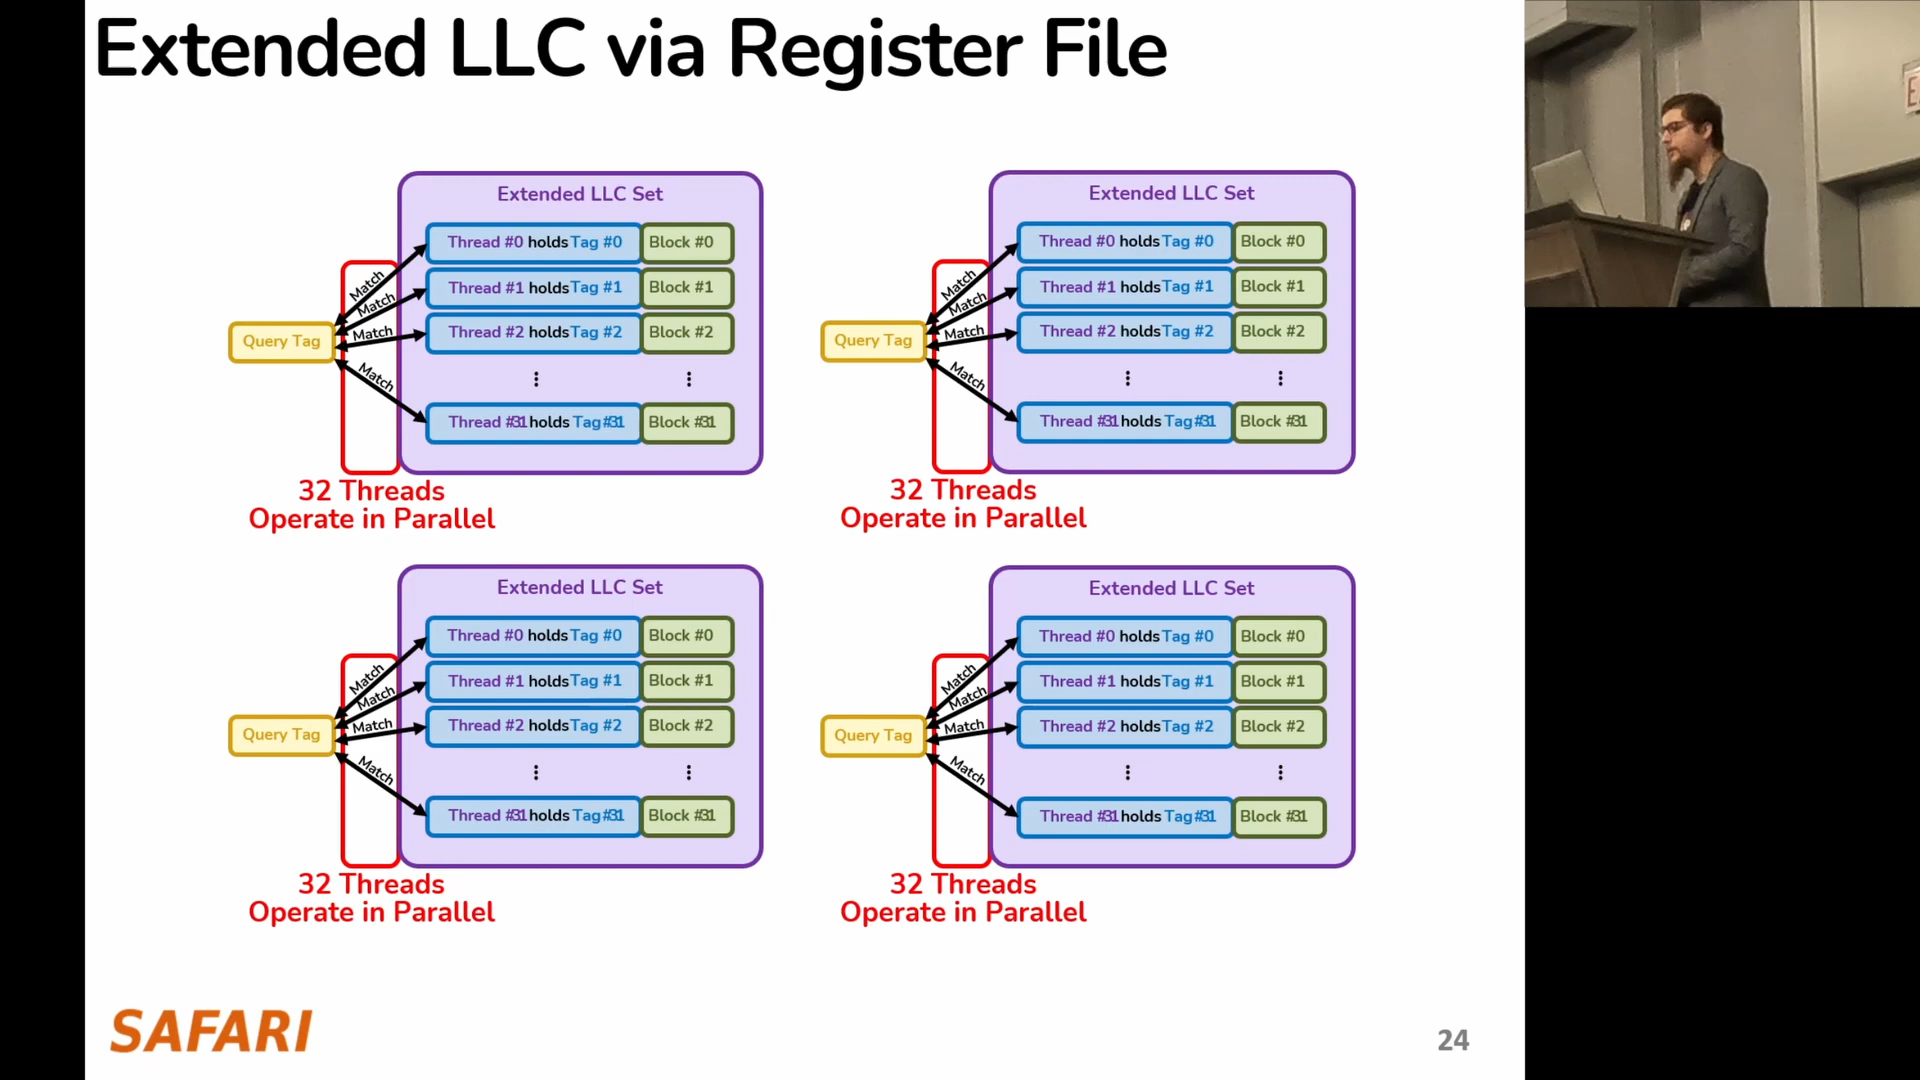 Extended LLC via Register File
Extended LLC Set
Thread #0 holds Tag #0 Block #0
Thread #1 holds Tag #1 Block #1
Thread #2 holds Tag #2 Block #2
⋮ ⋮
Thread #31 holds Tag #31 Block #31
Query Tag
Match
Match
Match
Match
32 Threads
Operate in Parallel
Extended LLC Set
Thread #0 holds Tag #0 Block #0
Thread #1 holds Tag #1 Block #1
Thread #2 holds Tag #2 Block #2
⋮ ⋮
Thread #31 holds Tag #31 Block #31
Query Tag
Match
Match
Match
Match
32 Threads
Operate in Parallel
Extended LLC Set
Thread #0 holds Tag #0 Block #0
Thread #1 holds Tag #1 Block #1
Thread #2 holds Tag #2 Block #2
⋮ ⋮
Thread #31 holds Tag #31 Block #31
Query Tag
Match
Match
Match
Match
32 Threads
Operate in Parallel
Extended LLC Set
Thread #0 holds Tag #0 Block #0
Thread #1 holds Tag #1 Block #1
Thread #2 holds Tag #2 Block #2
⋮ ⋮
Thread #31 holds Tag #31 Block #31
Query Tag
Match
Match
Match
Match
32 Threads
Operate in Parallel
SAFARI
24